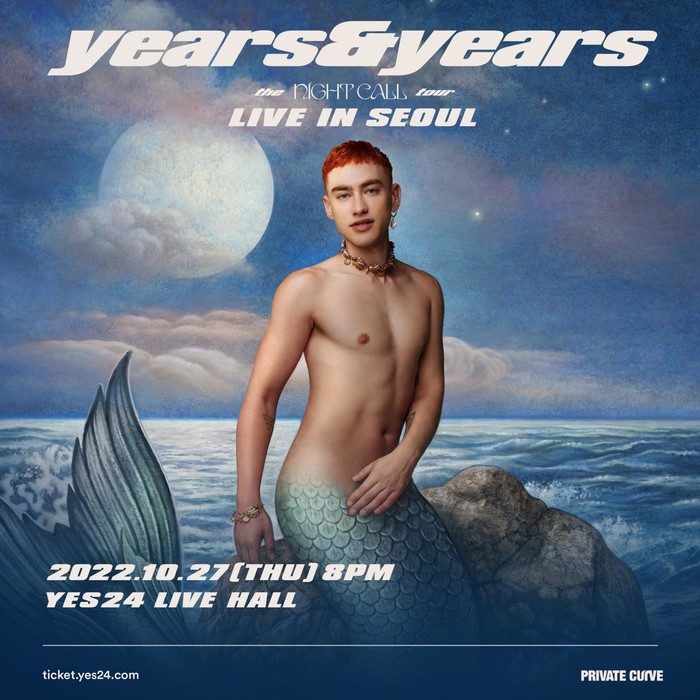 years&years
the NIGHT CALL tour
LIVE IN SEOUL
2022.10.27(THU) 8PM
YES24 LIVE HALL
ticket.yes24.com
PRIVATE CURVE